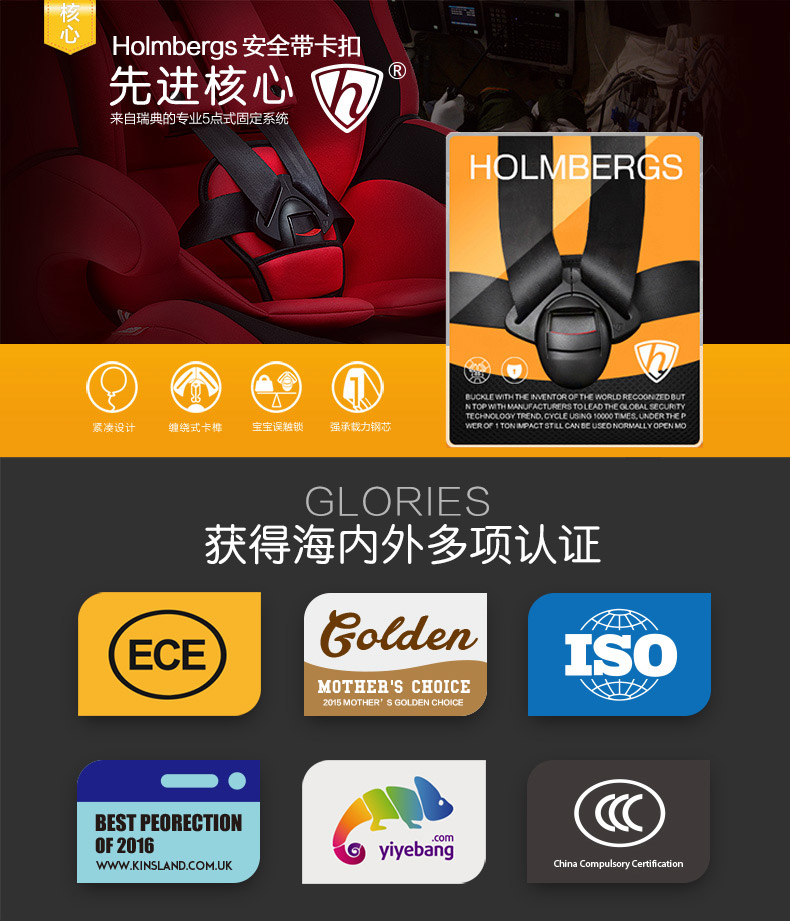 核
心
Holmbergs 安全带卡扣
先进核心
h ®
来自瑞典的专业5点式固定系统
HOLMBERGS
h
BUCKLE WITH THE INVENTOR OF THE WORLD RECOGNIZED BUT
N TOP WITH MANUFACTURERS TO LEAD THE GLOBAL SECURITY
TECHNOLOGY TREND, CYCLE USING 10000 TIMES, UNDER THE P
WER OF 1 TON IMPACT STILL CAN BE USED NORMALLY OPEN MO
紧凑设计 缠绕式卡榫 宝宝误触锁 强承载力钢芯
GLORIES
获得海内外多项认证
ECE
Golden
MOTHER'S CHOICE
2015 MOTHER'S GOLDEN CHOICE
ISO
BEST PEORECTION
OF 2016
WWW.KINSLAND.COM.UK
.com
yiyebang
CCC
China Compulsory Certification